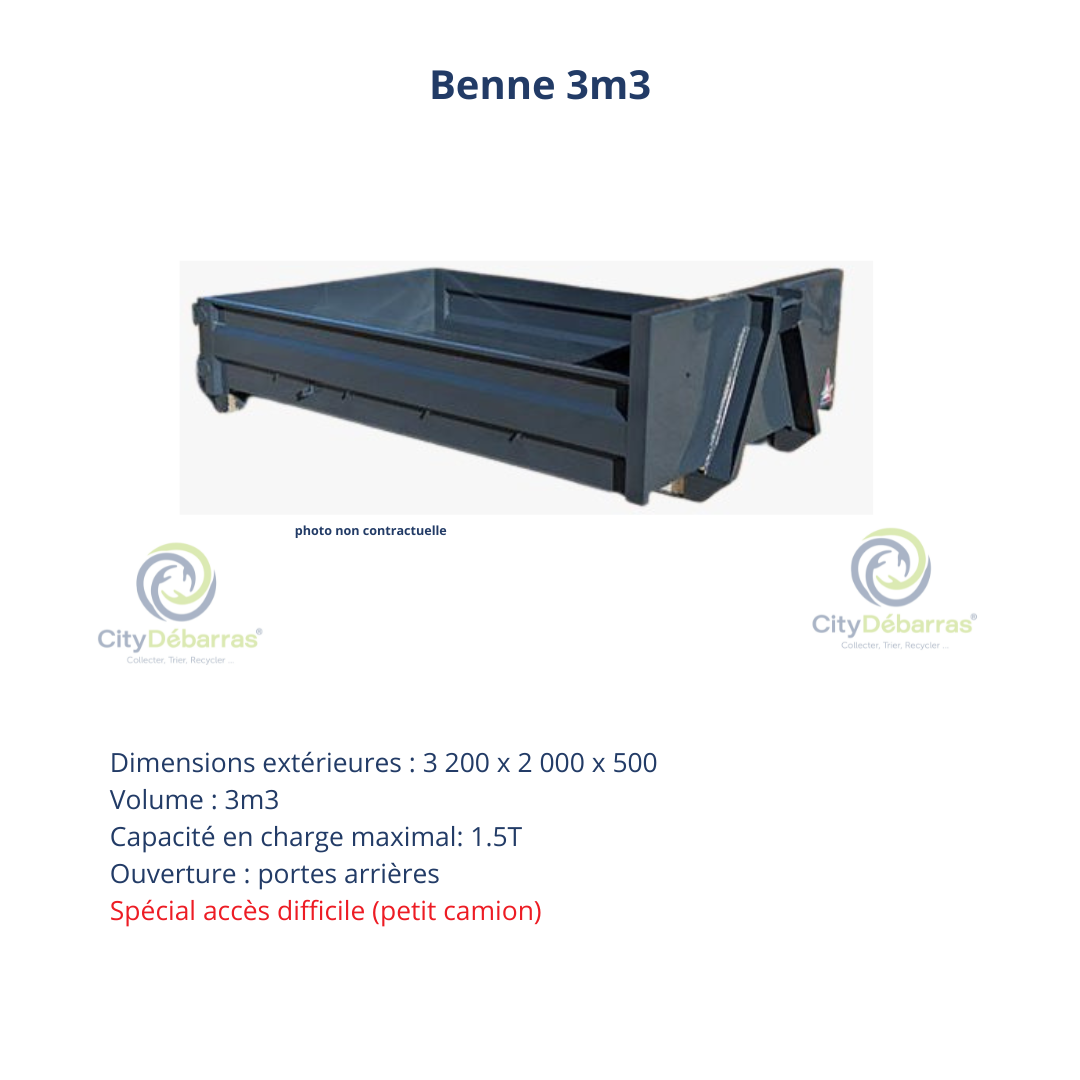 Benne 3m3
photo non contractuelle
CityDébarras®
Collecter, Trier, Recycler ...
CityDébarras®
Collecter, Trier, Recycler ...
Dimensions extérieures : 3 200 x 2 000 x 500
Volume : 3m3
Capacité en charge maximal: 1.5T
Ouverture : portes arrières
Spécial accès difficile (petit camion)